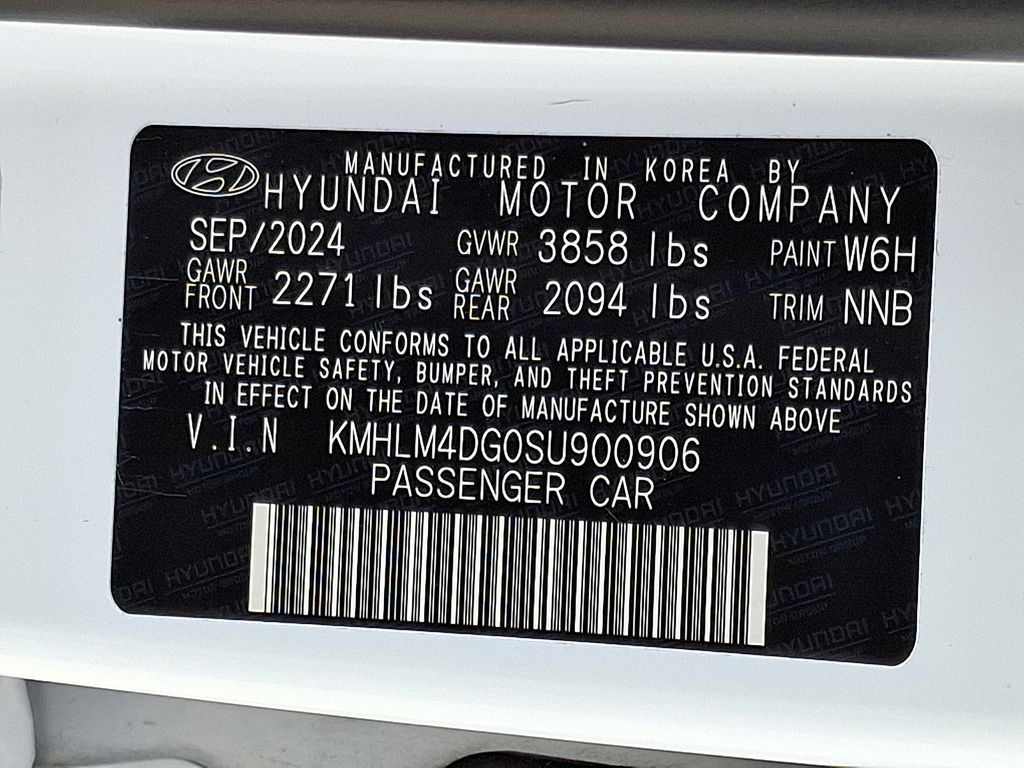 MANUFACTURED IN KOREA BY
HYUNDAI MOTOR COMPANY
SEP/2024 GVWR 3858 lbs PAINT W6H
GAWR FRONT 2271 lbs GAWR REAR 2094 lbs TRIM NNB
THIS VEHICLE CONFORMS TO ALL APPLICABLE U.S.A. FEDERAL
MOTOR VEHICLE SAFETY, BUMPER, AND THEFT PREVENTION STANDARDS
IN EFFECT ON THE DATE OF MANUFACTURE SHOWN ABOVE
V.I.N KMHLM4DG0SU900906
PASSENGER CAR